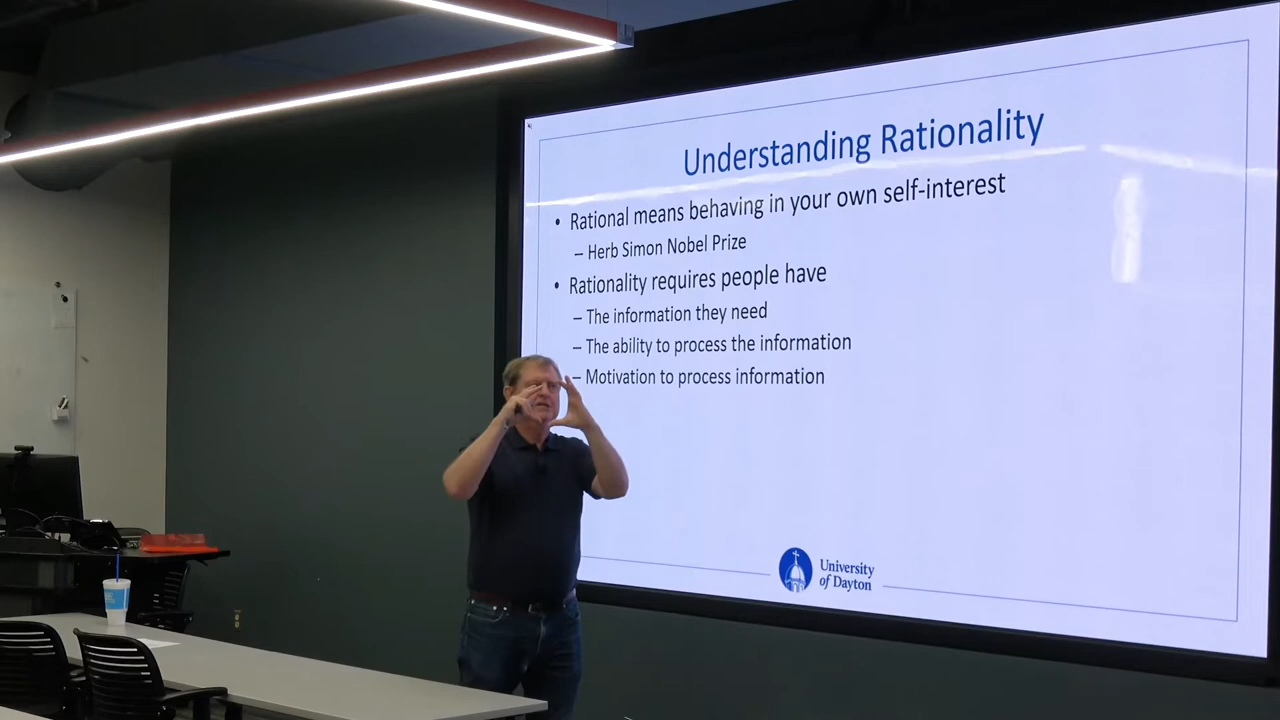 Understanding Rationality
• Rational means behaving in your own self-interest
– Herb Simon Nobel Prize
• Rationality requires people have
– The information they need
– The ability to process the information
– Motivation to process information
University
of Dayton